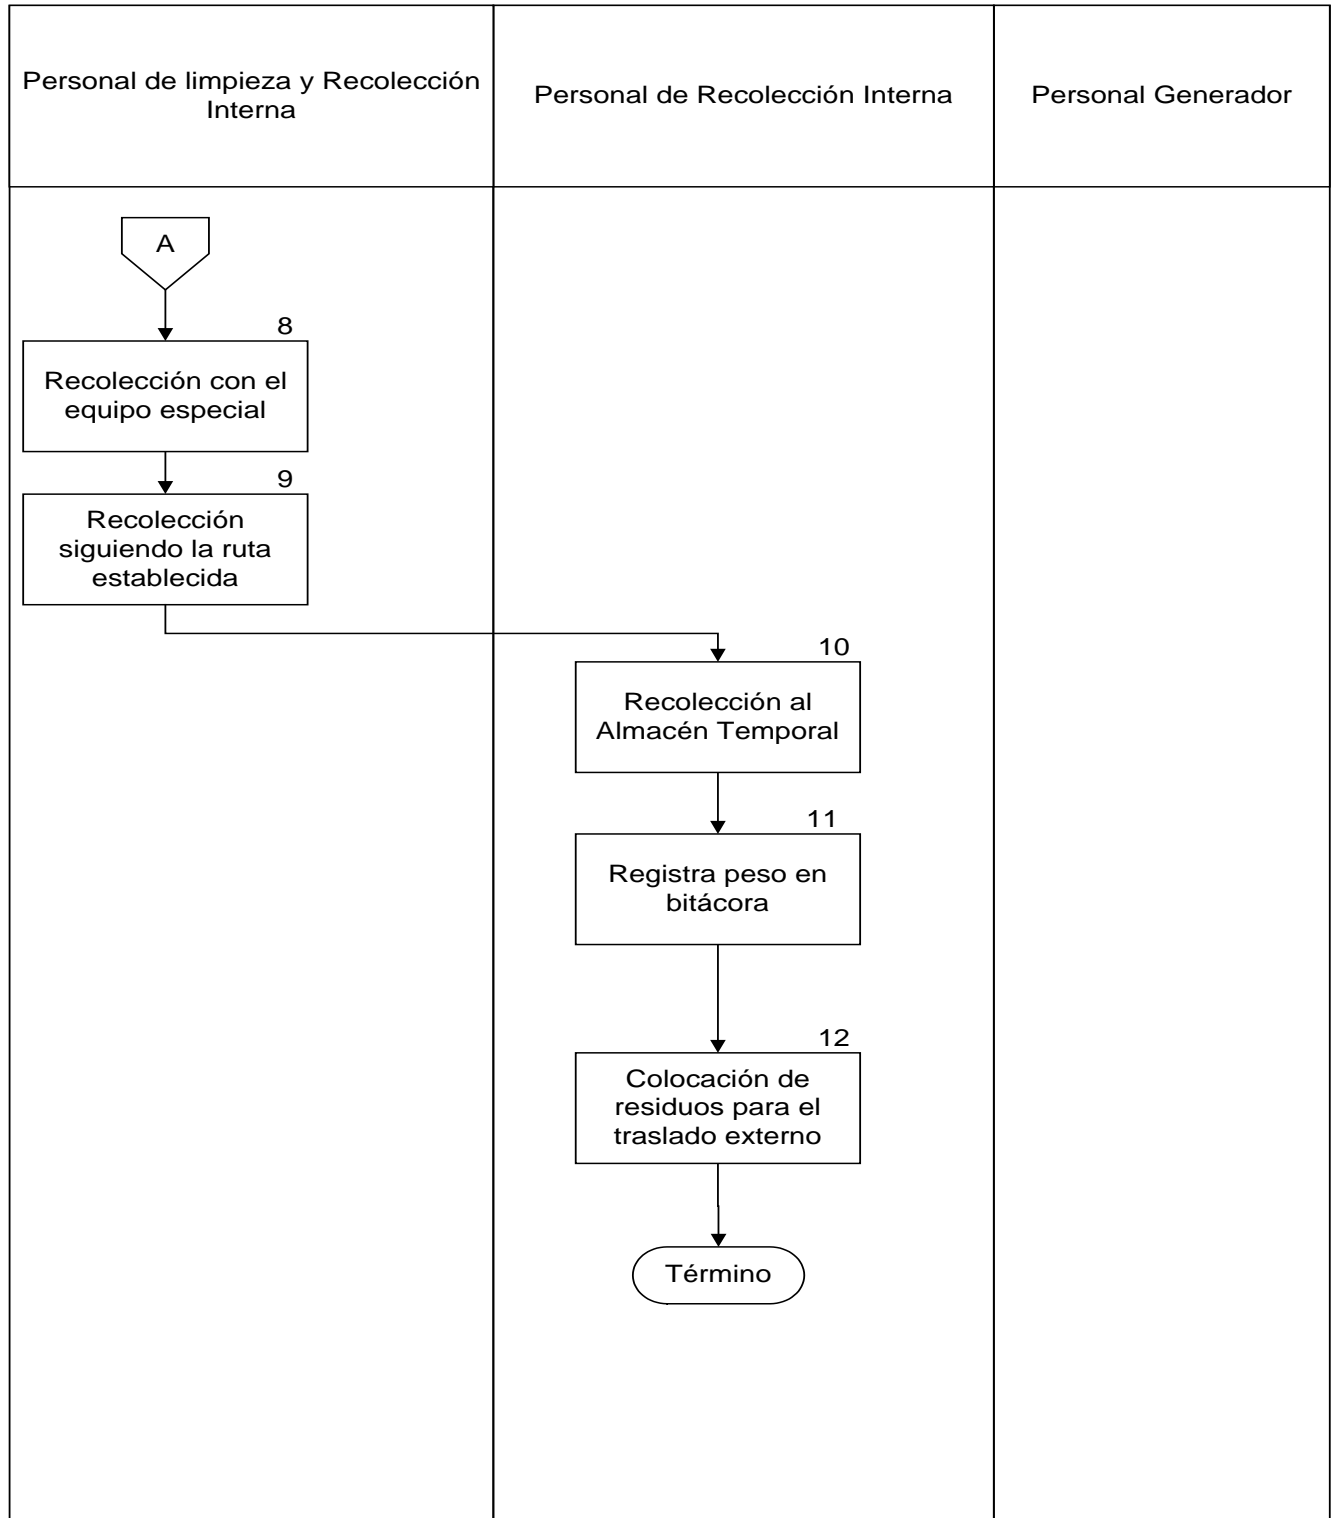 Personal de limpieza y Recolección
Interna
Personal de Recolección Interna
Personal Generador
A
8
Recolección con el
equipo especial
9
Recolección
siguiendo la ruta
establecida
10
Recolección al
Almacén Temporal
11
Registra peso en
bitácora
12
Colocación de
residuos para el
traslado externo
Término